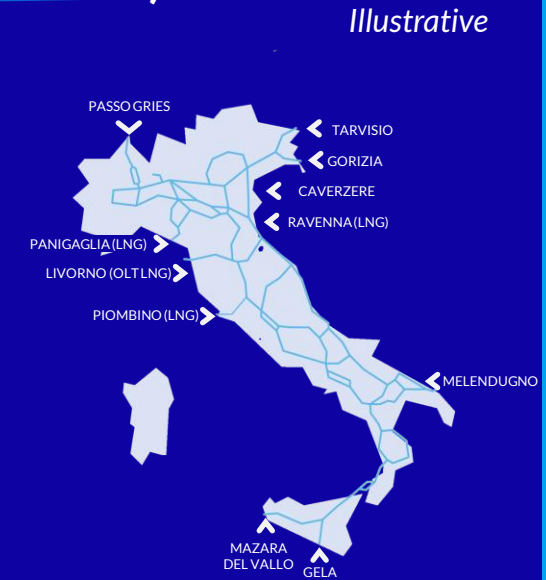 Illustrative
PASSO GRIES
TARVISIO
GORIZIA
CAVERZERE
RAVENNA (LNG)
PANIGAGLIA (LNG)
LIVORNO (OLT LNG)
PIOMBINO (LNG)
MELENDUGNO
MAZARA
DEL VALLO
GELA